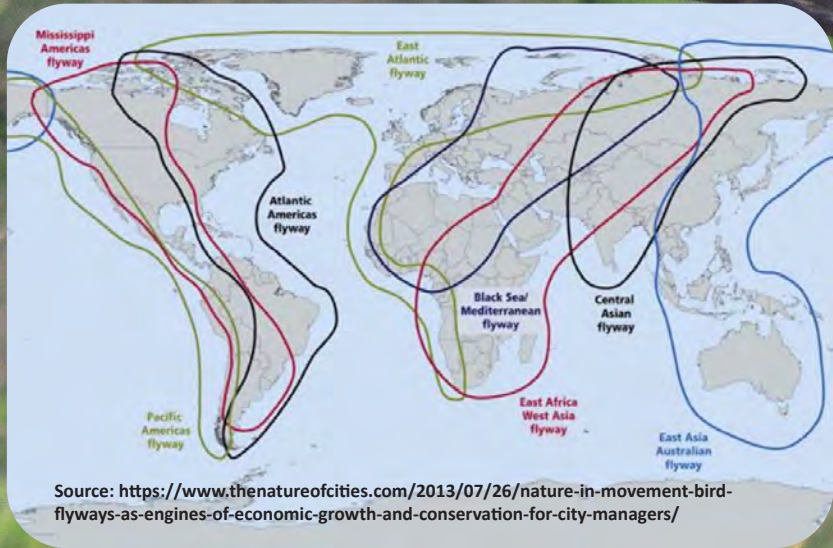 Mississippi
Americas
flyway
East
Atlantic
flyway
Atlantic
Americas
flyway
Black Sea/
Mediterranean
flyway
Central
Asian
flyway
Pacific
Americas
flyway
East Africa
West Asia
flyway
East Asia
Australian
flyway
Source: https://www.thenatureofcities.com/2013/07/26/nature-in-movement-bird-
flyways-as-engines-of-economic-growth-and-conservation-for-city-managers/